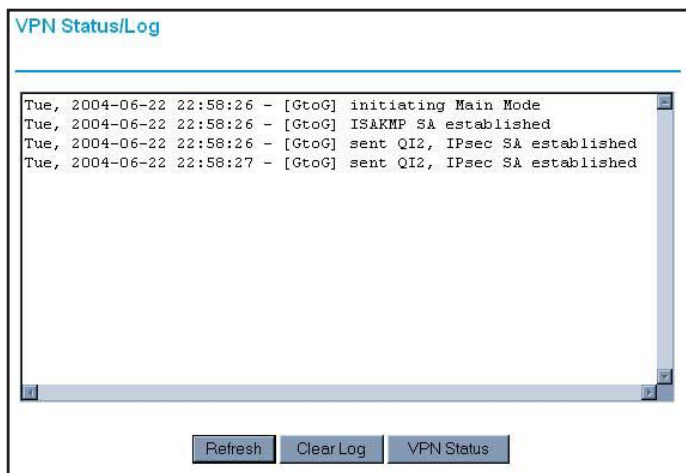 VPN Status/Log
Tue, 2004-06-22 22:58:26 - [GtoG] initiating Main Mode
Tue, 2004-06-22 22:58:26 - [GtoG] ISAKMP SA established
Tue, 2004-06-22 22:58:26 - [GtoG] sent QI2, IPsec SA established
Tue, 2004-06-22 22:58:27 - [GtoG] sent QI2, IPsec SA established
Refresh Clear Log VPN Status